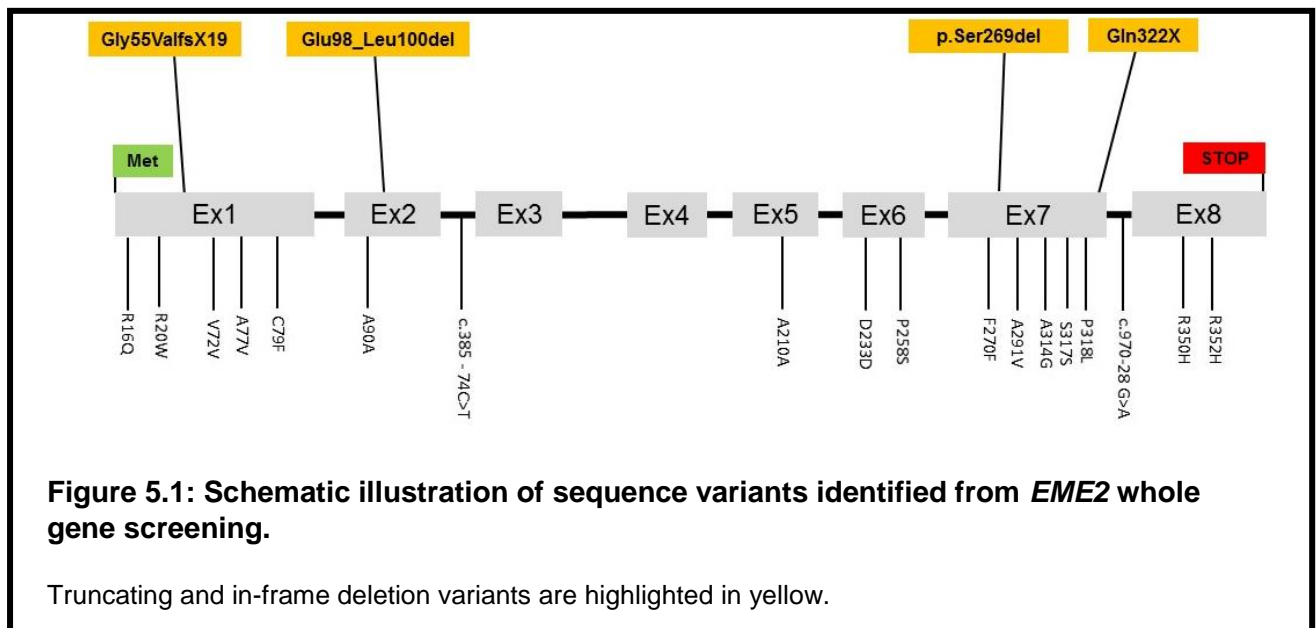 Gly55ValfsX19 Glu98_Leu100del p.Ser269del Gln322X
Met STOP
Ex1 Ex2 Ex3 Ex4 Ex5 Ex6 Ex7 Ex8
R16Q R20W V72V A77V C79F A90A c.385 - 74C>T A210A D233D P258S F270F A291V A314G S317S P318L c.970-28 G>A R350H R352H
Figure 5.1: Schematic illustration of sequence variants identified from EME2 whole
gene screening.
Truncating and in-frame deletion variants are highlighted in yellow.